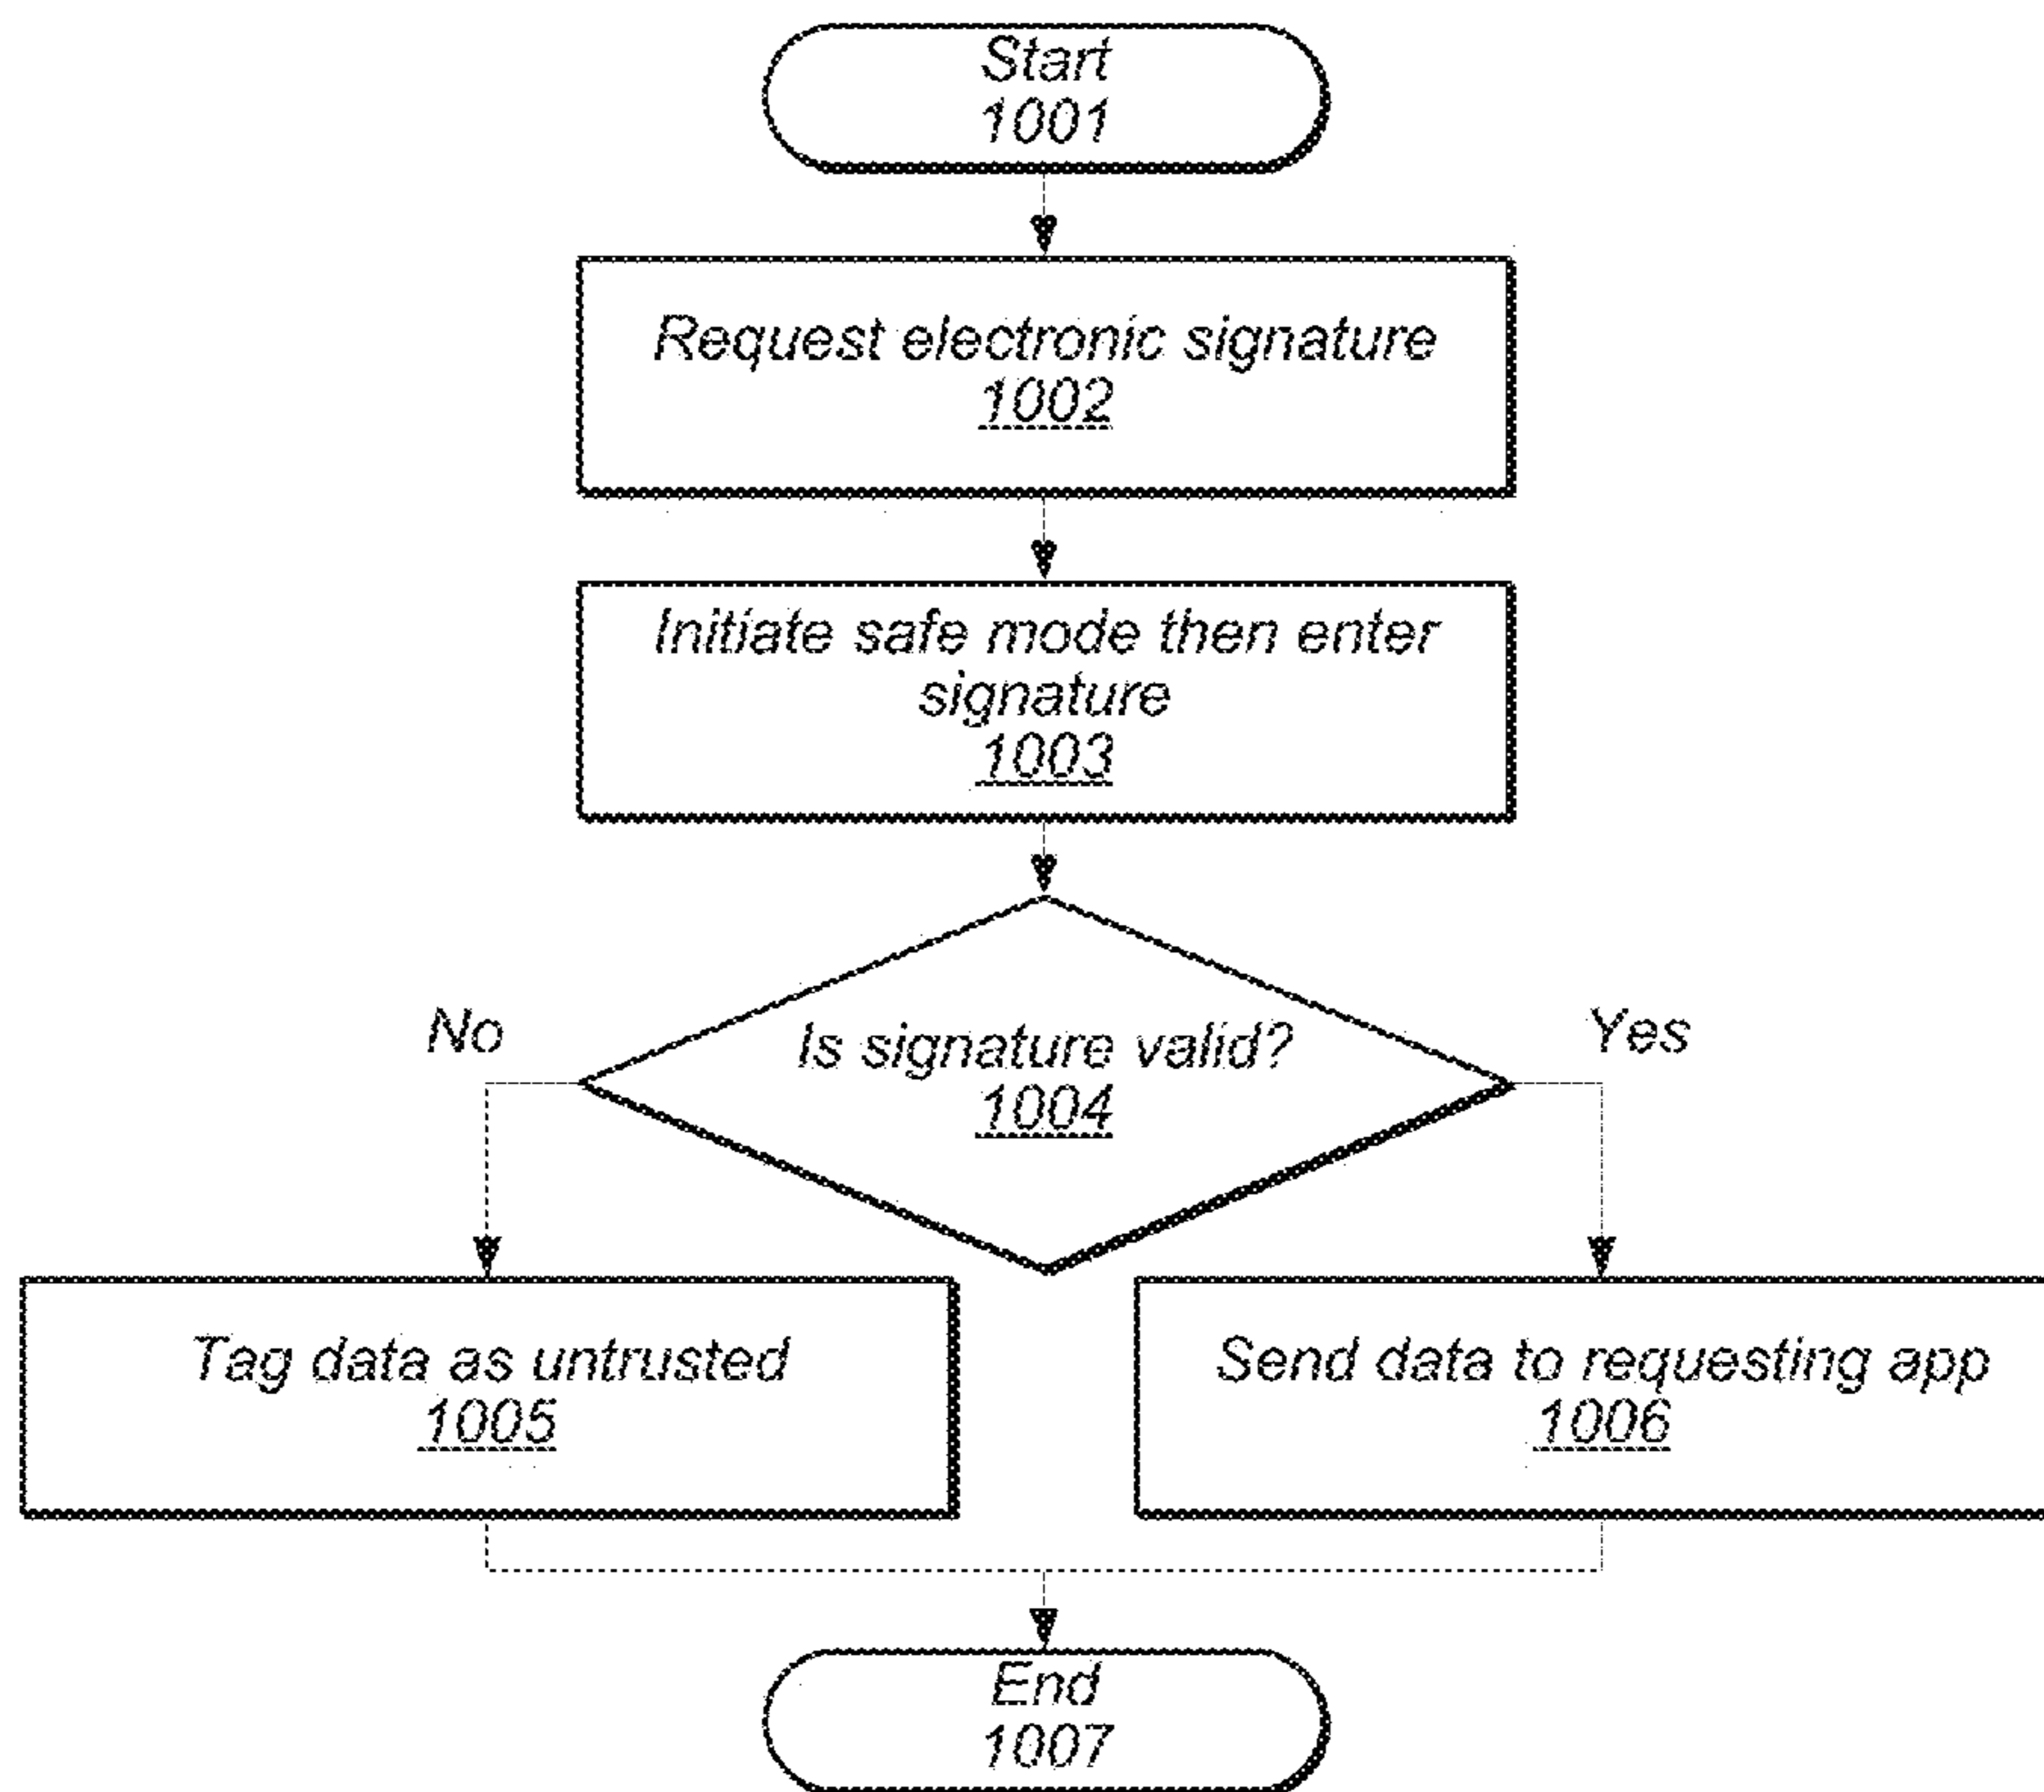 Start
1001
Request electronic signature
1002
Initiate safe mode then enter
signature
1003
No
Yes
Is signature valid?
1004
Tag data as untrusted
1005
Send data to requesting app
1006
End
1007